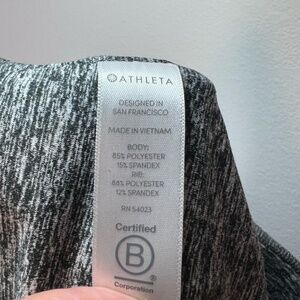 ATHLETA
DESIGNED IN
SAN FRANCISCO
MADE IN VIETNAM
BODY:
85% POLYESTER
15% SPANDEX
RIB:
88% POLYESTER
12% SPANDEX
RN 54023
Certified
B
®
Corporation